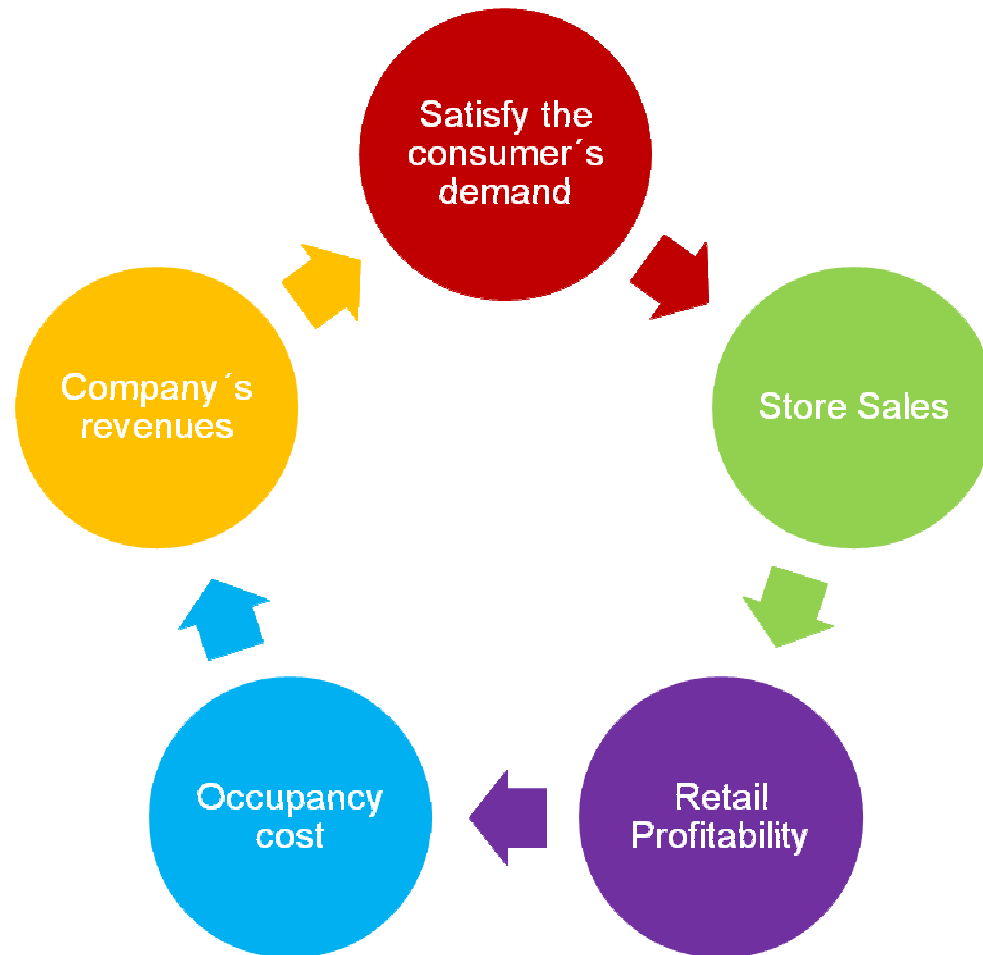 Satisfy the
consumer´s
demand
Store Sales
Retail
Profitability
Occupancy
cost
Company´s
revenues